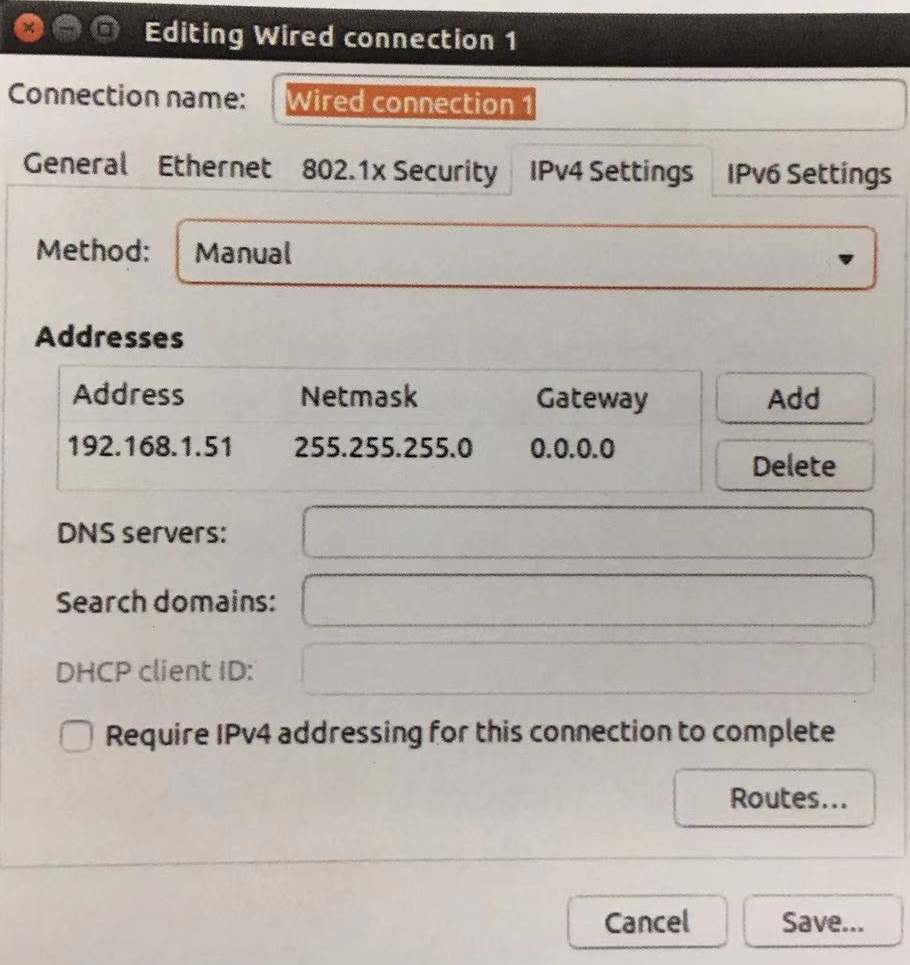 Editing Wired connection 1
Connection name: Wired connection 1
General Ethernet 802.1x Security IPv4 Settings IPv6 Settings
Method: Manual
Addresses
Address Netmask Gateway
Add
192.168.1.51 255.255.255.0 0.0.0.0
Delete
DNS servers:
Search domains:
DHCP client ID:
Require IPv4 addressing for this connection to complete
Routes...
Cancel Save...